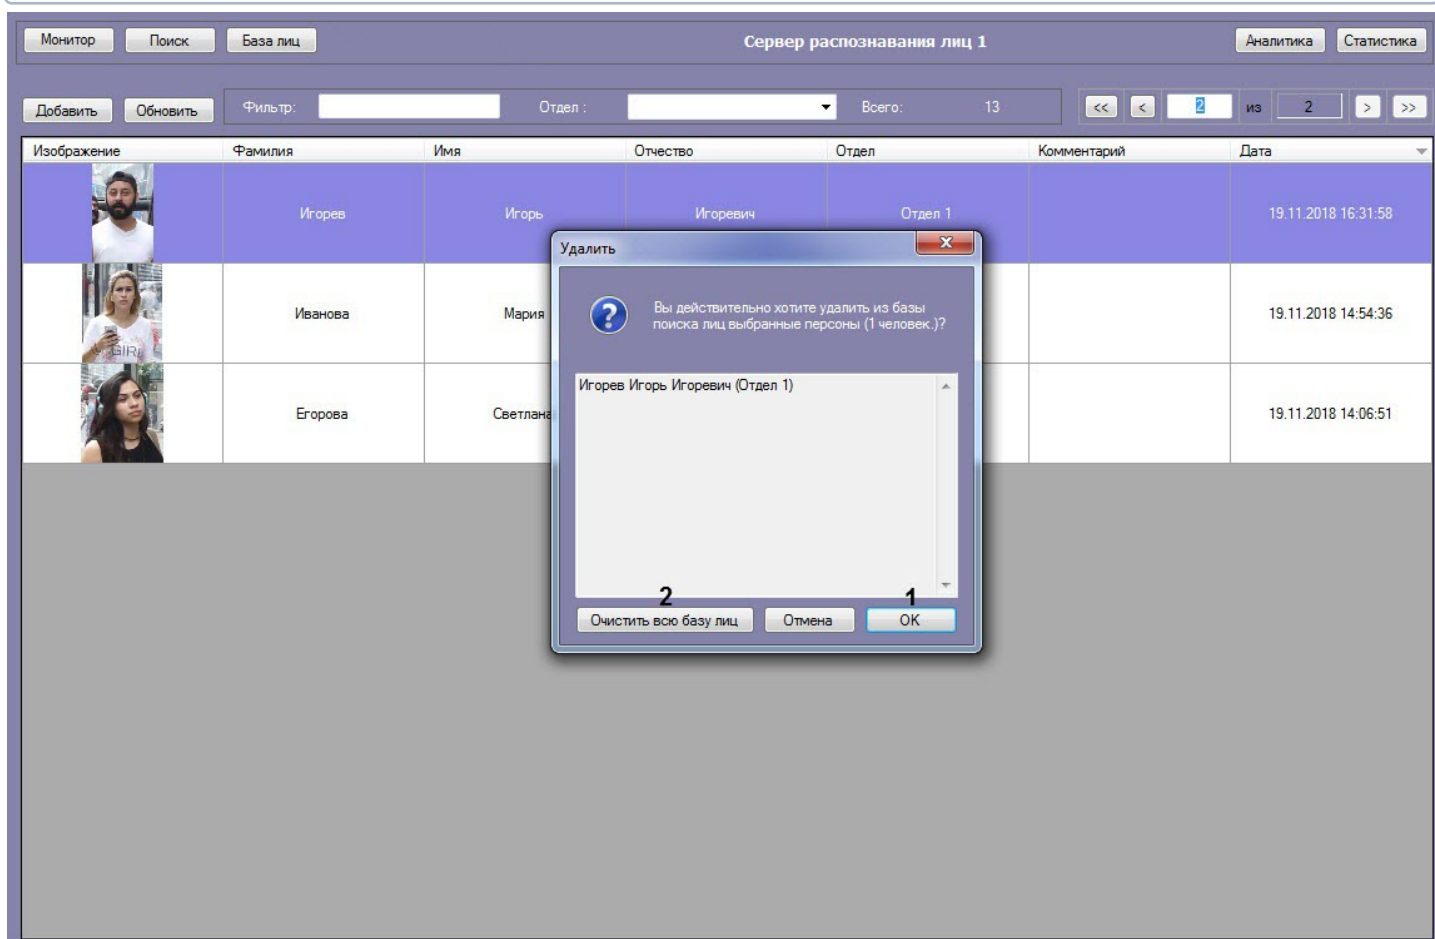 Монитор Поиск База лиц Сервер распознавания лиц 1 Аналитика Статистика
Добавить Обновить Фильтр: Отдел : Всего: 13 << < 2 из 2 > >>
Изображение Фамилия Имя Отчество Отдел Комментарий Дата
Игорев Игорь Игоревич Отдел 1 19.11.2018 16:31:58
Удалить
Иванова Мария 19.11.2018 14:54:36
Вы действительно хотите удалить из базы
поиска лиц выбранные персоны (1 человек.)?
Игорев Игорь Игоревич (Отдел 1)
Егорова Светлана 19.11.2018 14:06:51
2 1
Очистить всю базу лиц Отмена OK